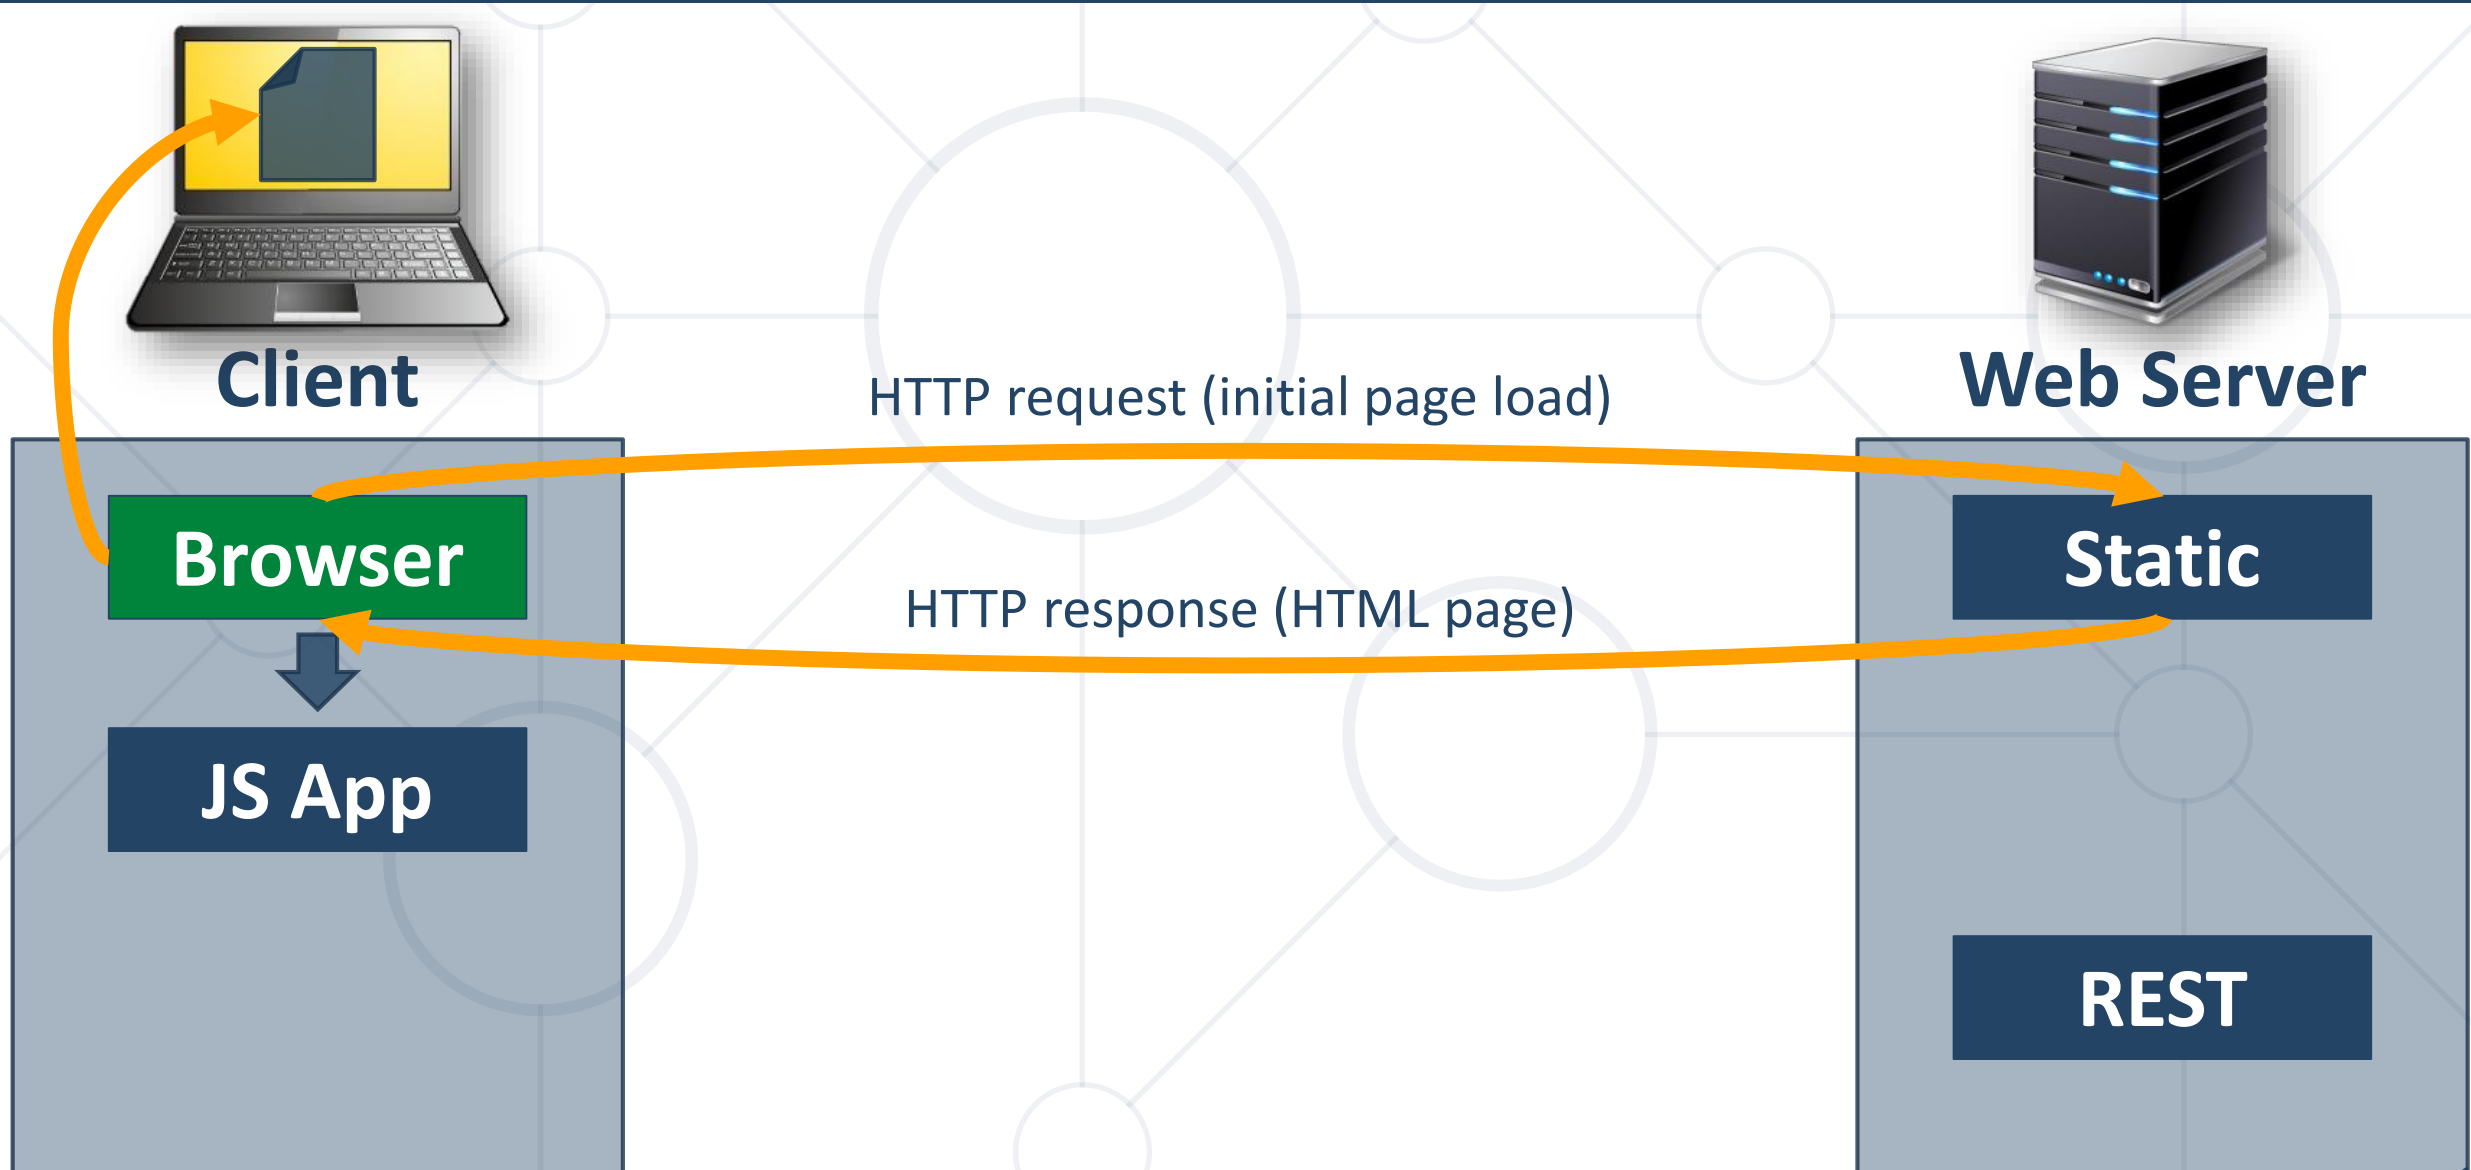 Client
Web Server
HTTP request (initial page load)
Browser
Static
HTTP response (HTML page)
JS App
REST